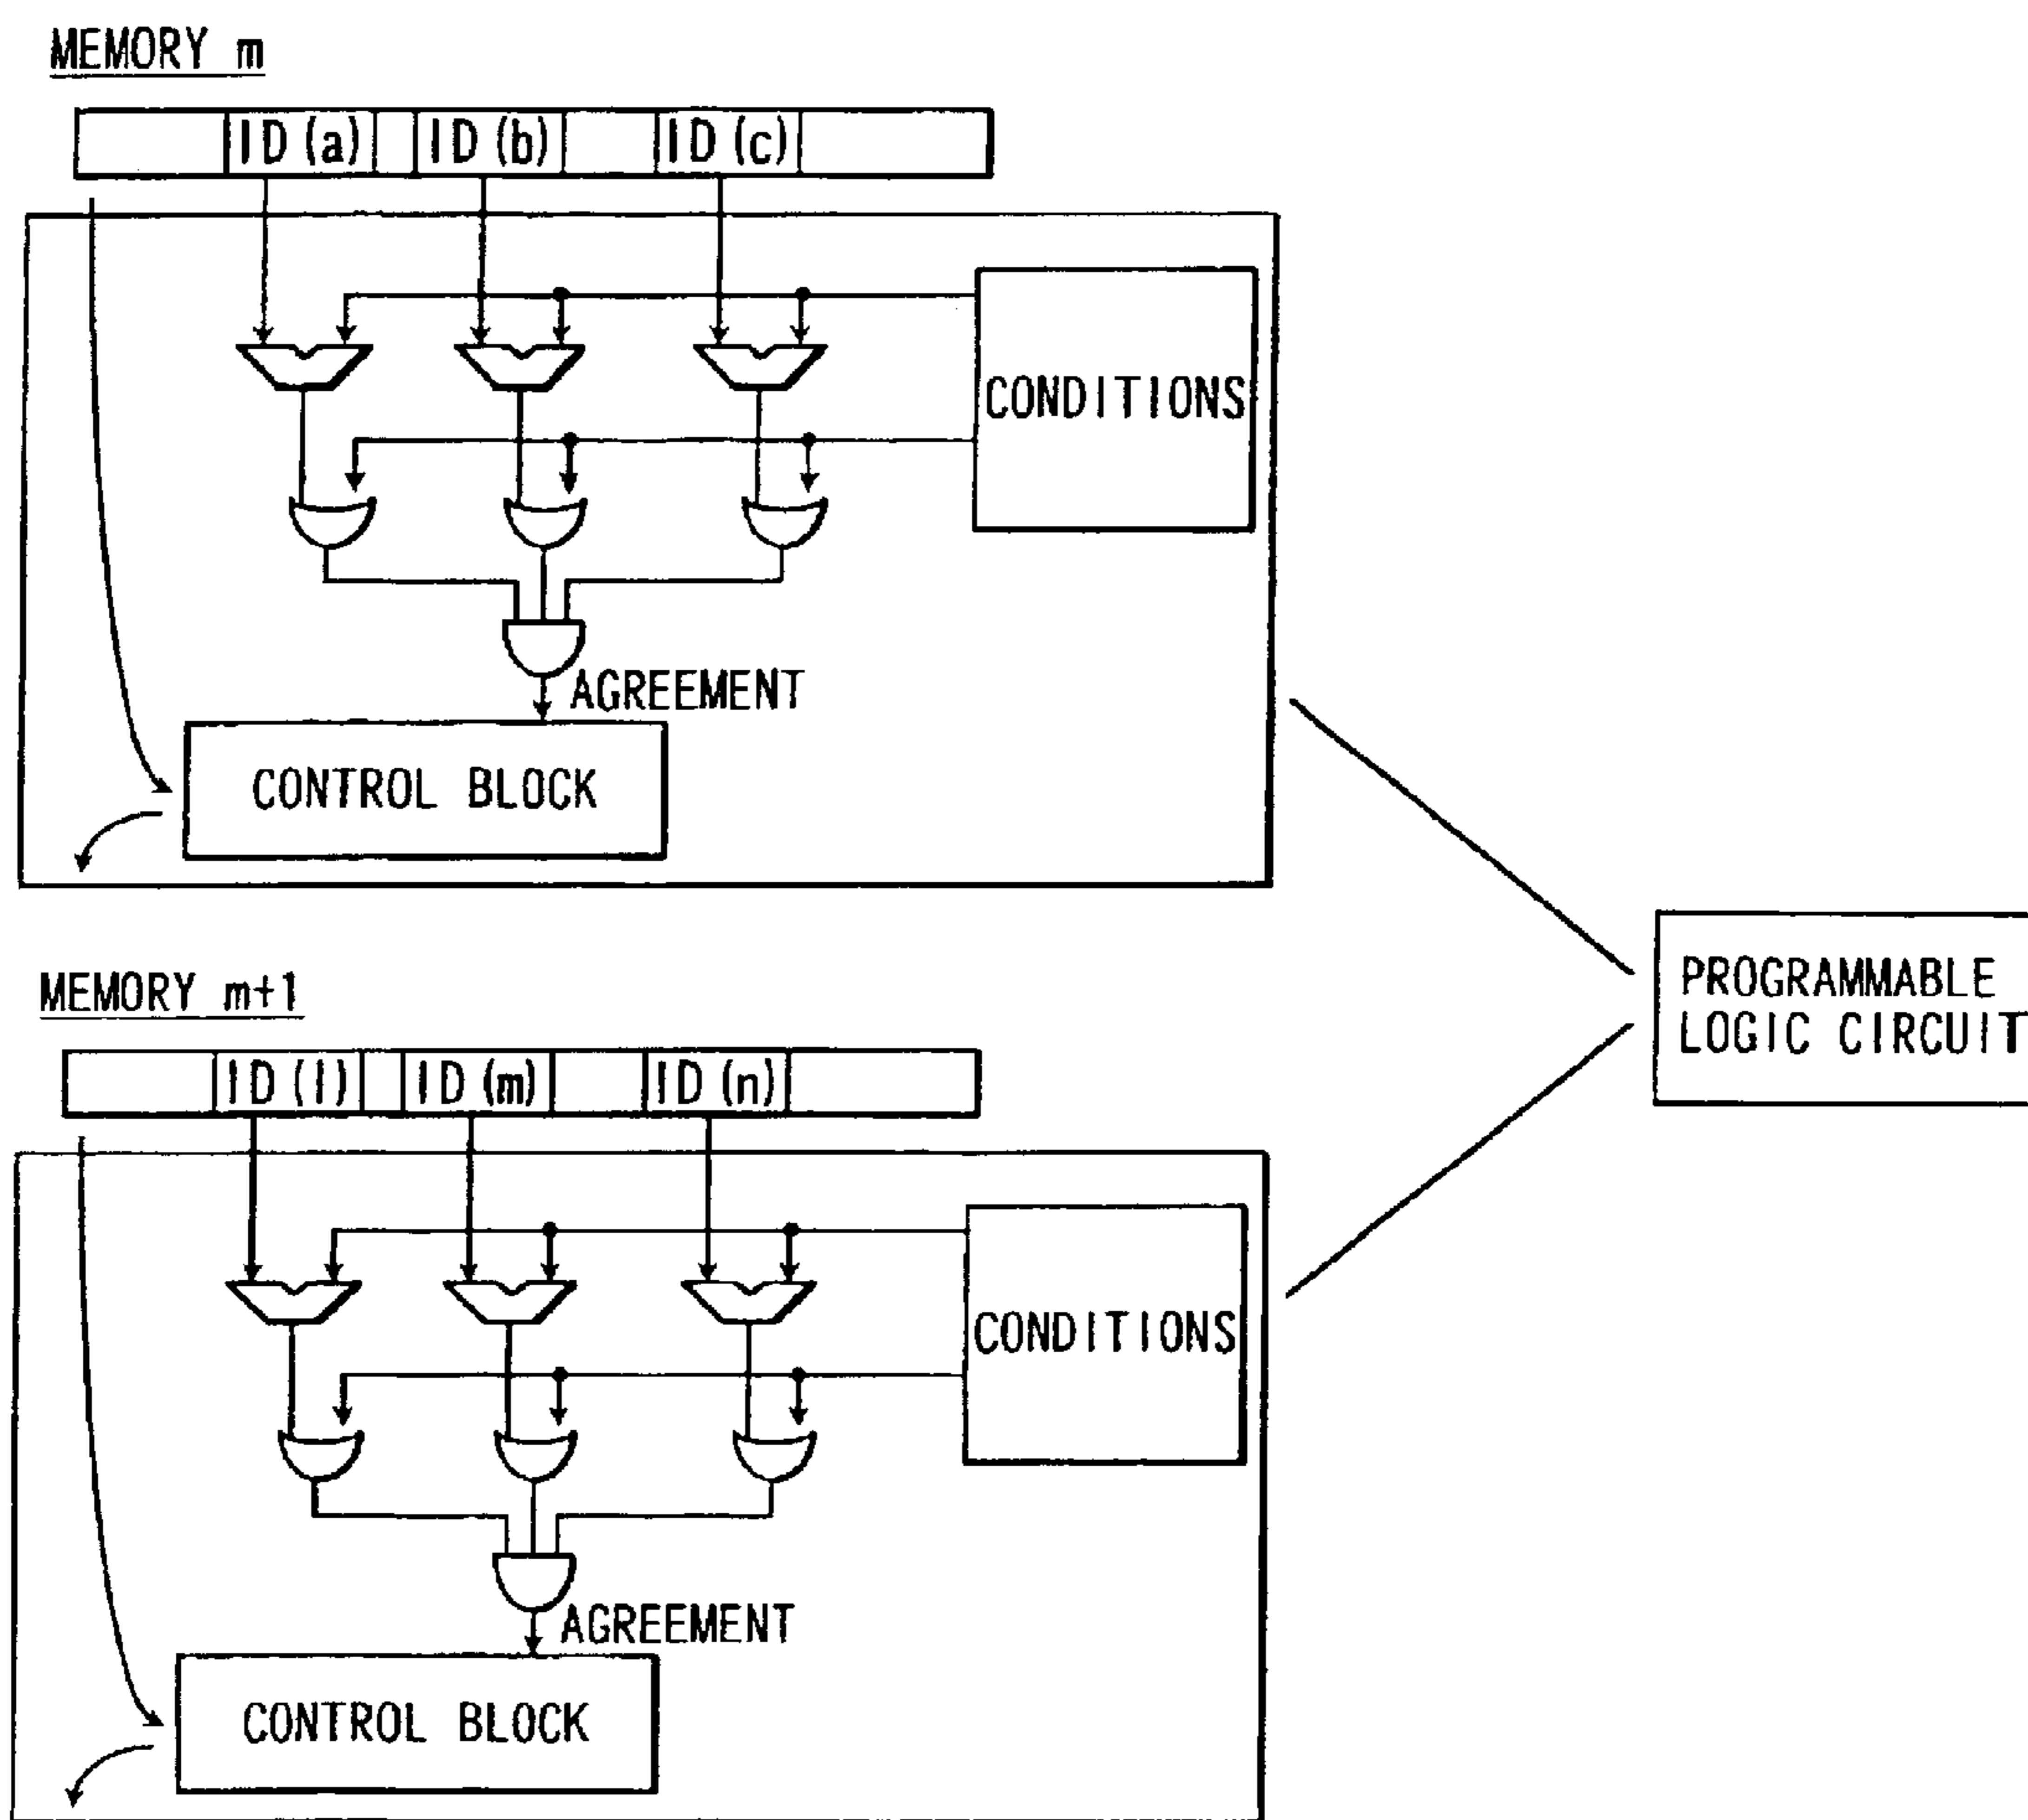 MEMORY m
ID(a) ID(b) ID(c)
CONDITIONS
AGREEMENT
CONTROL BLOCK
PROGRAMMABLE
LOGIC CIRCUIT
MEMORY m+1
ID(l) ID(m) ID(n)
CONDITIONS
AGREEMENT
CONTROL BLOCK